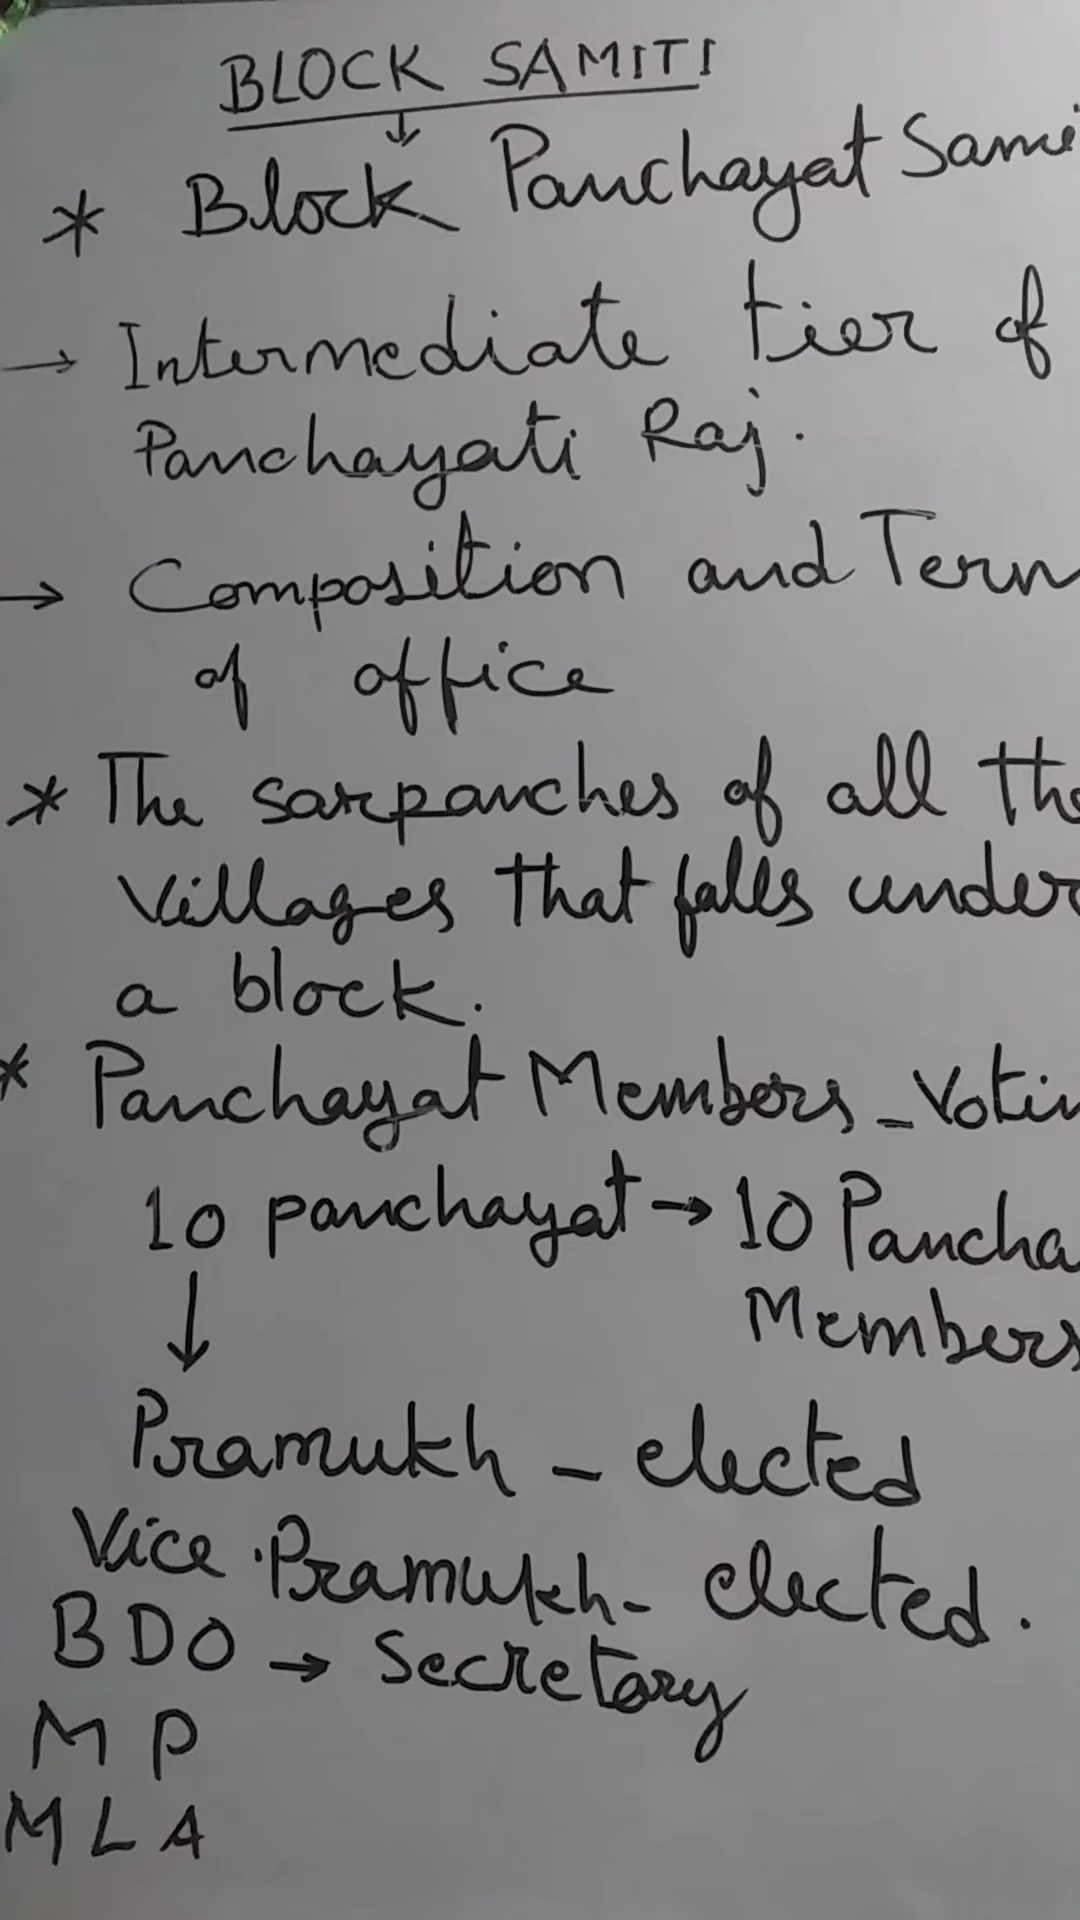 BLOCK SAMITI
↓
* Block Panchayat Sami
→ Intermediate tier of
Panchayati Raj.
→ Composition and Term
of office
* The sarpanches of all the
villages that falls under
a block.
* Panchayat Members - Votin
10 panchayat → 10 Pancha
Members
↓
Pramukh - elected
Vice Pramukh - elected.
BDO → Secretary
MP
MLA